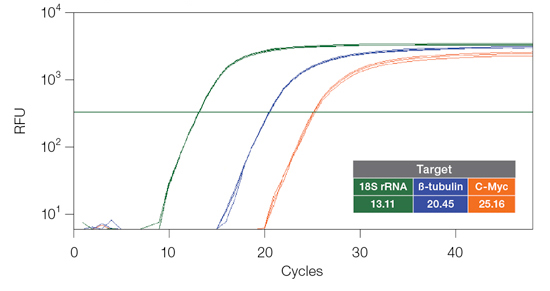 10⁴
10³
10²
10¹
RFU
Target
18S rRNA ß-tubulin C-Myc
13.11 20.45 25.16
0 10 20 30 40
Cycles